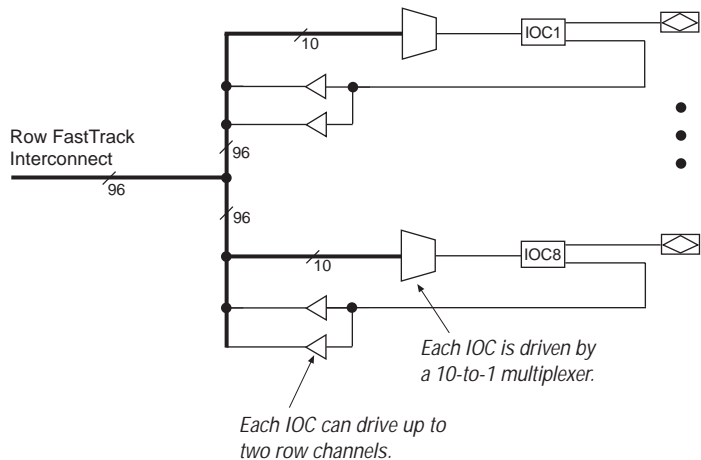 10
IOC1
Row FastTrack
Interconnect
96
96
96
10
IOC8
Each IOC is driven by
a 10-to-1 multiplexer.
Each IOC can drive up to
two row channels.